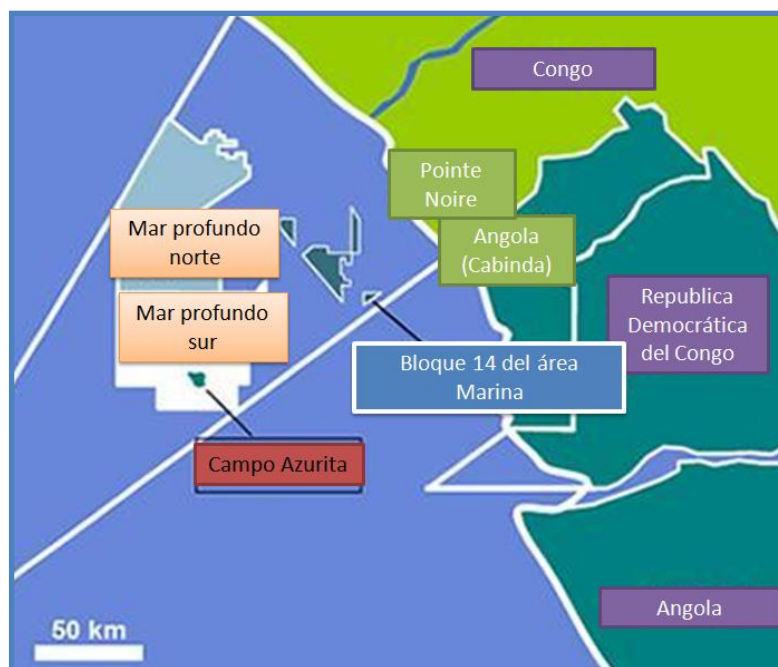 Congo
Pointe
Noire
Angola
(Cabinda)
Mar profundo
norte
Mar profundo
sur
Republica
Democrática
del Congo
Bloque 14 del área
Marina
Campo Azurita
Angola
50 km